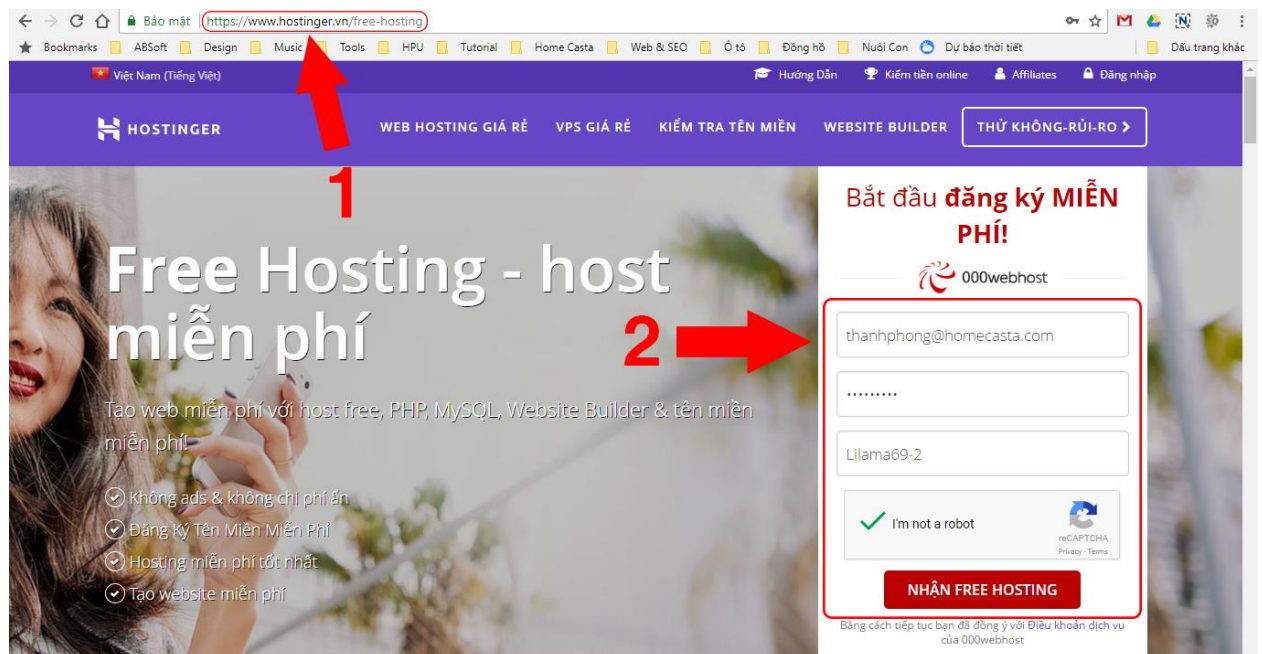 Bảo mật https://www.hostinger.vn/free-hosting
Bookmarks ABSoft Design Music Tools HPU Tutorial Home Casta Web & SEO Ô tô Đồng hồ Nuôi Con Dự báo thời tiết Dấu trang khác
Việt Nam (Tiếng Việt) Hướng Dẫn Kiếm tiền online Affiliates Đăng nhập
HOSTINGER WEB HOSTING GIÁ RẺ VPS GIÁ RẺ KIỂM TRA TÊN MIỀN WEBSITE BUILDER THỬ KHÔNG-RỦI-RO
1
Free Hosting - host
miễn phí
Tạo web miễn phí với host free, PHP, MySQL, Website Builder & tên miền
miễn phí!
Không ads & không chi phí ẩn
Đăng Ký Tên Miền Miễn Phí
Hosting miễn phí tốt nhất
Tạo website miễn phí
2
Bắt đầu đăng ký MIỄN
PHÍ!
000webhost
thanhphong@homecasta.com
.........
Lilama69-2
I'm not a robot
reCAPTCHA
Privacy - Terms
NHẬN FREE HOSTING
Bằng cách tiếp tục bạn đã đồng ý với Điều khoản dịch vụ
của 000webhost